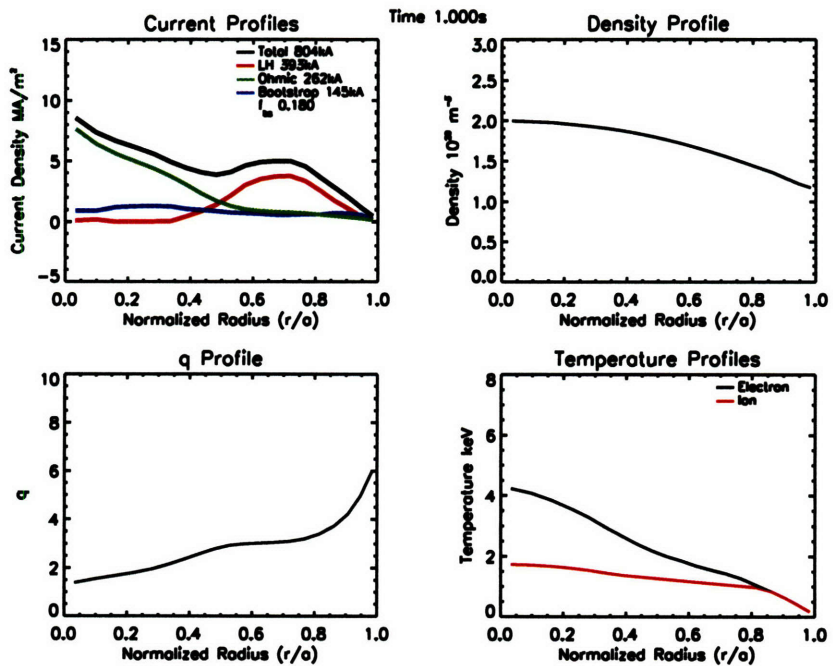 Time 1.000s
Current Profiles
15
10
5
0
-5
Current Density MA/m²
Total 804kA
LH 393kA
Ohmic 262kA
Bootstrop 145kA
f_bs 0.180
0.0 0.2 0.4 0.6 0.8 1.0
Normalized Radius (r/a)
Density Profile
3.0
2.5
2.0
1.5
1.0
0.5
0.0
Density 10²⁰ m⁻³
0.0 0.2 0.4 0.6 0.8 1.0
Normalized Radius (r/a)
q Profile
10
8
6
4
2
0
q
0.0 0.2 0.4 0.6 0.8 1.0
Normalized Radius (r/a)
Temperature Profiles
8
6
4
2
0
Temperature keV
Electron
Ion
0.0 0.2 0.4 0.6 0.8 1.0
Normalized Radius (r/a)